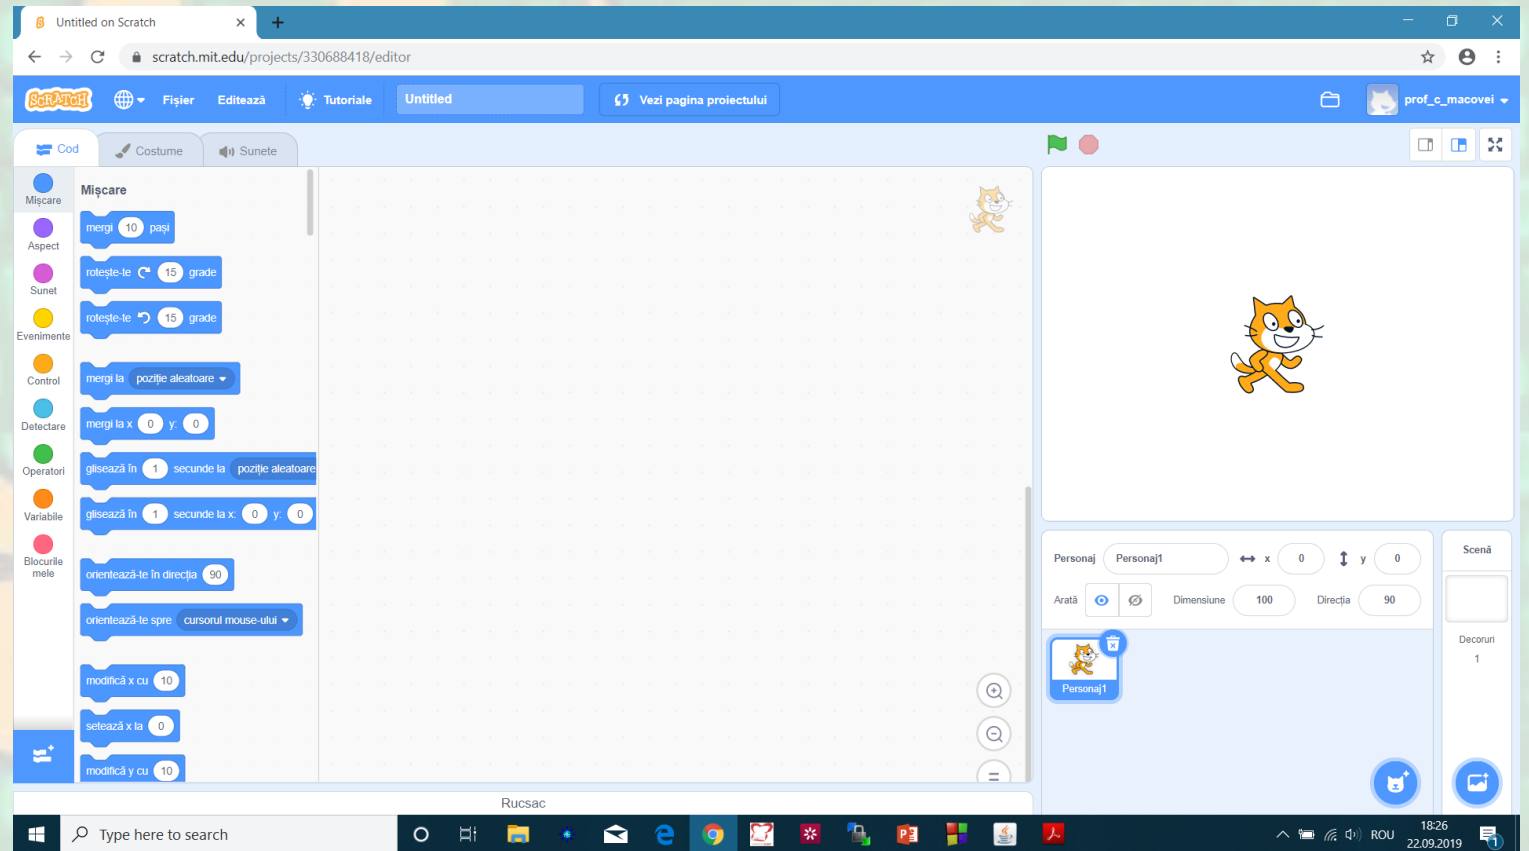 Untitled on Scratch
scratch.mit.edu/projects/330688418/editor
SCRATCH Fișier Editează Tutoriale Untitled Vezi pagina proiectului prof_c_macovei
Cod Costume Sunete
Mișcare
Aspect
Sunet
Evenimente
Control
Detectare
Operatori
Variabile
Blocurile
mele
Mișcare
mergi 10 pași
rotește-te 15 grade
rotește-te 15 grade
mergi la poziție aleatoare
mergi la x 0 y: 0
glisează în 1 secunde la poziție aleatoare
glisează în 1 secunde la x: 0 y: 0
orientează-te în direcția 90
orientează-te spre cursorul mouse-ului
modifică x cu 10
setează x la 0
modifică y cu 10
Rucsac
Personaj Personaj1 x 0 y 0
Arată Dimensiune 100 Direcția 90
Personaj1
Scenă
Decoruri
1
Type here to search
ROU
18:26
22.09.2019
1